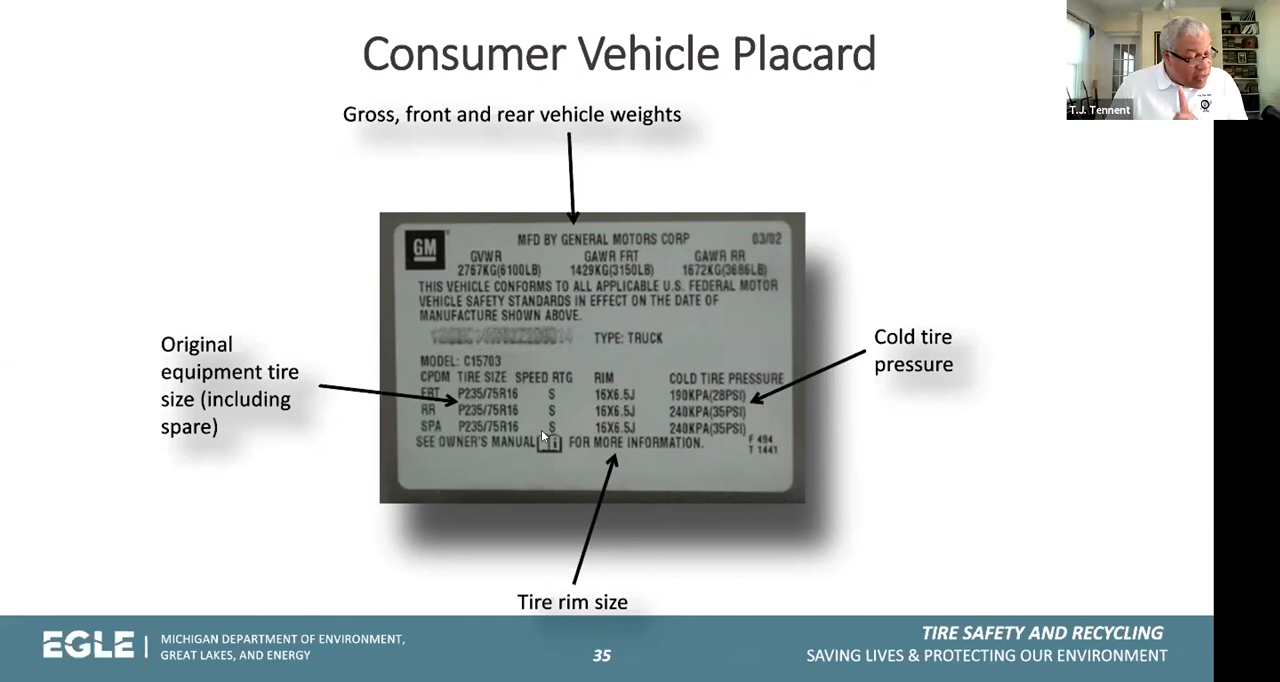 Consumer Vehicle Placard
T.J. Tennent
Gross, front and rear vehicle weights
GM
MFD BY GENERAL MOTORS CORP 03/02
GVWR GAWR FRT GAWR RR
2767KG(6100LB) 1429KG(3150LB) 1672KG(3686LB)
THIS VEHICLE CONFORMS TO ALL APPLICABLE U.S. FEDERAL MOTOR
VEHICLE SAFETY STANDARDS IN EFFECT ON THE DATE OF
MANUFACTURE SHOWN ABOVE.
TYPE: TRUCK
MODEL: C15703
CPDM TIRE SIZE SPEED RTG RIM COLD TIRE PRESSURE
FRT P235/75R16 S 16X6.5J 190KPA(28PSI)
RR P235/75R16 S 16X6.5J 240KPA(35PSI)
SPA P235/75R16 S 16X6.5J 240KPA(35PSI)
SEE OWNER'S MANUAL FOR MORE INFORMATION.
F 494
T 1441
Original
equipment tire
size (including
spare)
Cold tire
pressure
Tire rim size
EGLE
MICHIGAN DEPARTMENT OF ENVIRONMENT,
GREAT LAKES, AND ENERGY
35
TIRE SAFETY AND RECYCLING
SAVING LIVES & PROTECTING OUR ENVIRONMENT